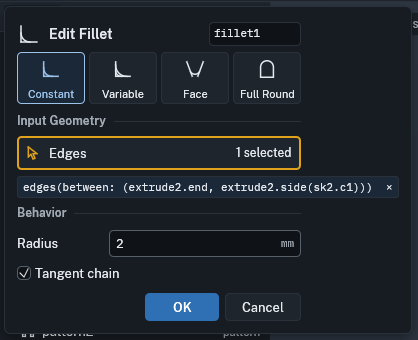 Edit Fillet
fillet1
Constant
Variable
Face
Full Round
Input Geometry
Edges
1 selected
edges(between: (extrude2.end, extrude2.side(sk2.c1))) ×
Behavior
Radius
2
mm
Tangent chain
OK
Cancel